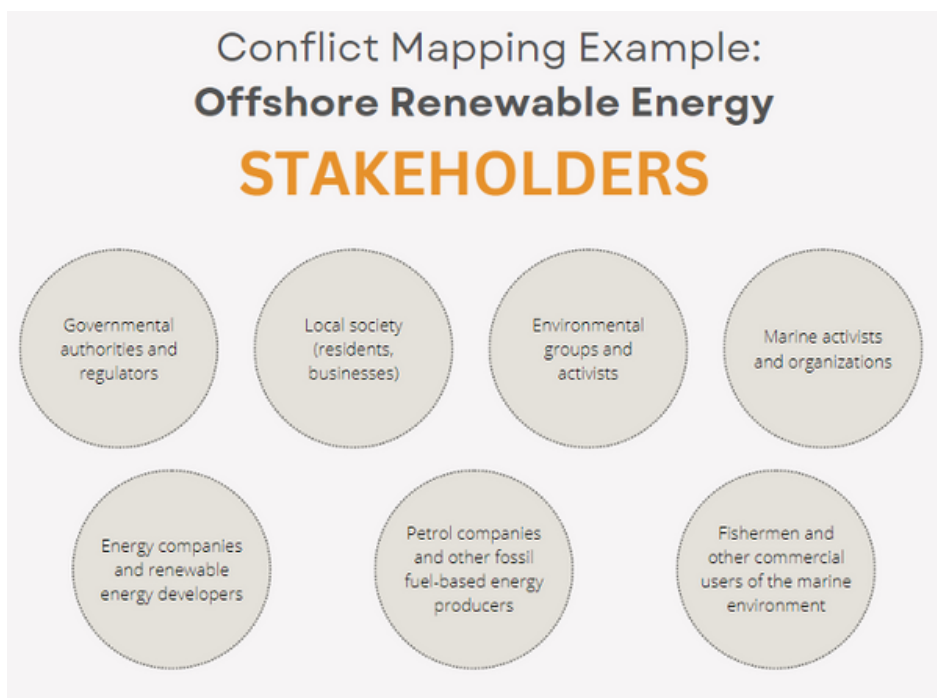 Conflict Mapping Example:
Offshore Renewable Energy
STAKEHOLDERS
Governmental
authorities and
regulators
Local society
(residents,
businesses)
Environmental
groups and
activists
Marine activists
and organizations
Energy companies
and renewable
energy developers
Petrol companies
and other fossil
fuel-based energy
producers
Fishermen and
other commercial
users of the marine
environment